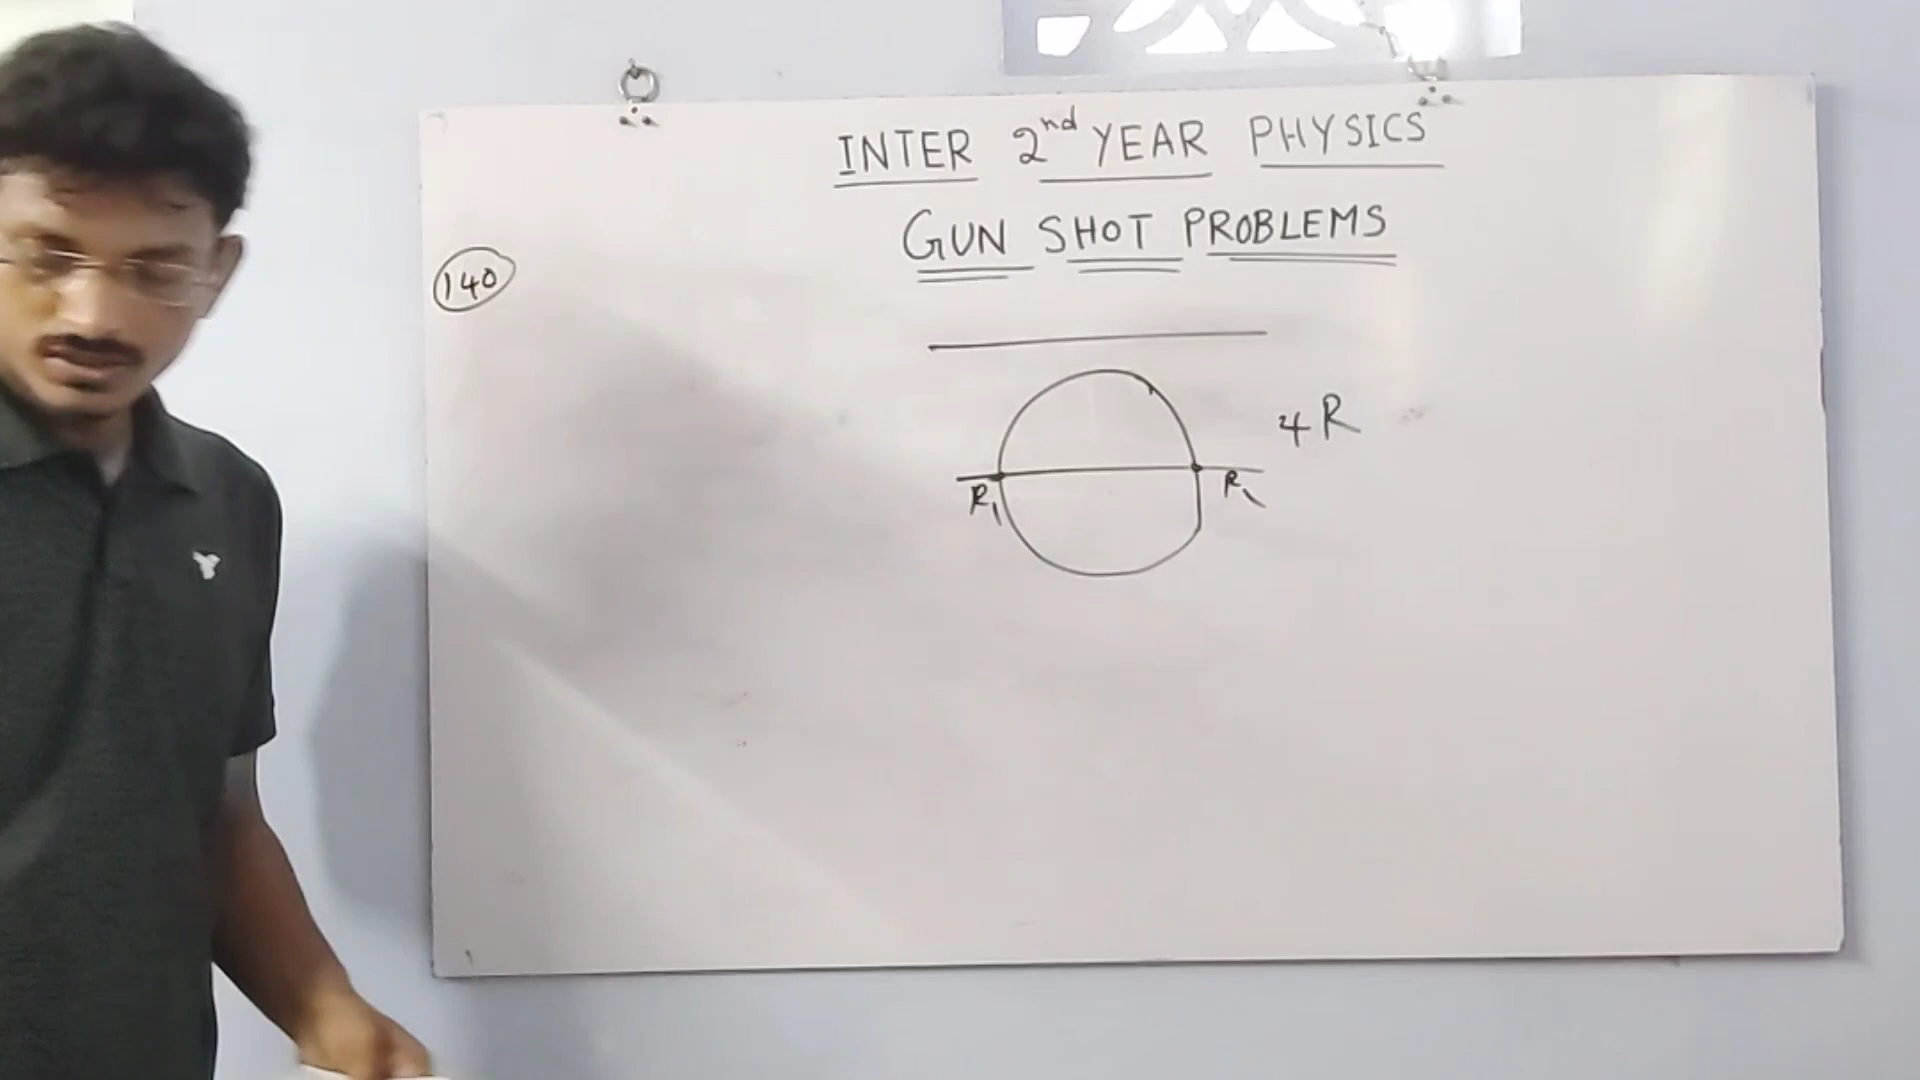 INTER 2nd YEAR PHYSICS
GUN SHOT PROBLEMS
140
4R
R1 R1